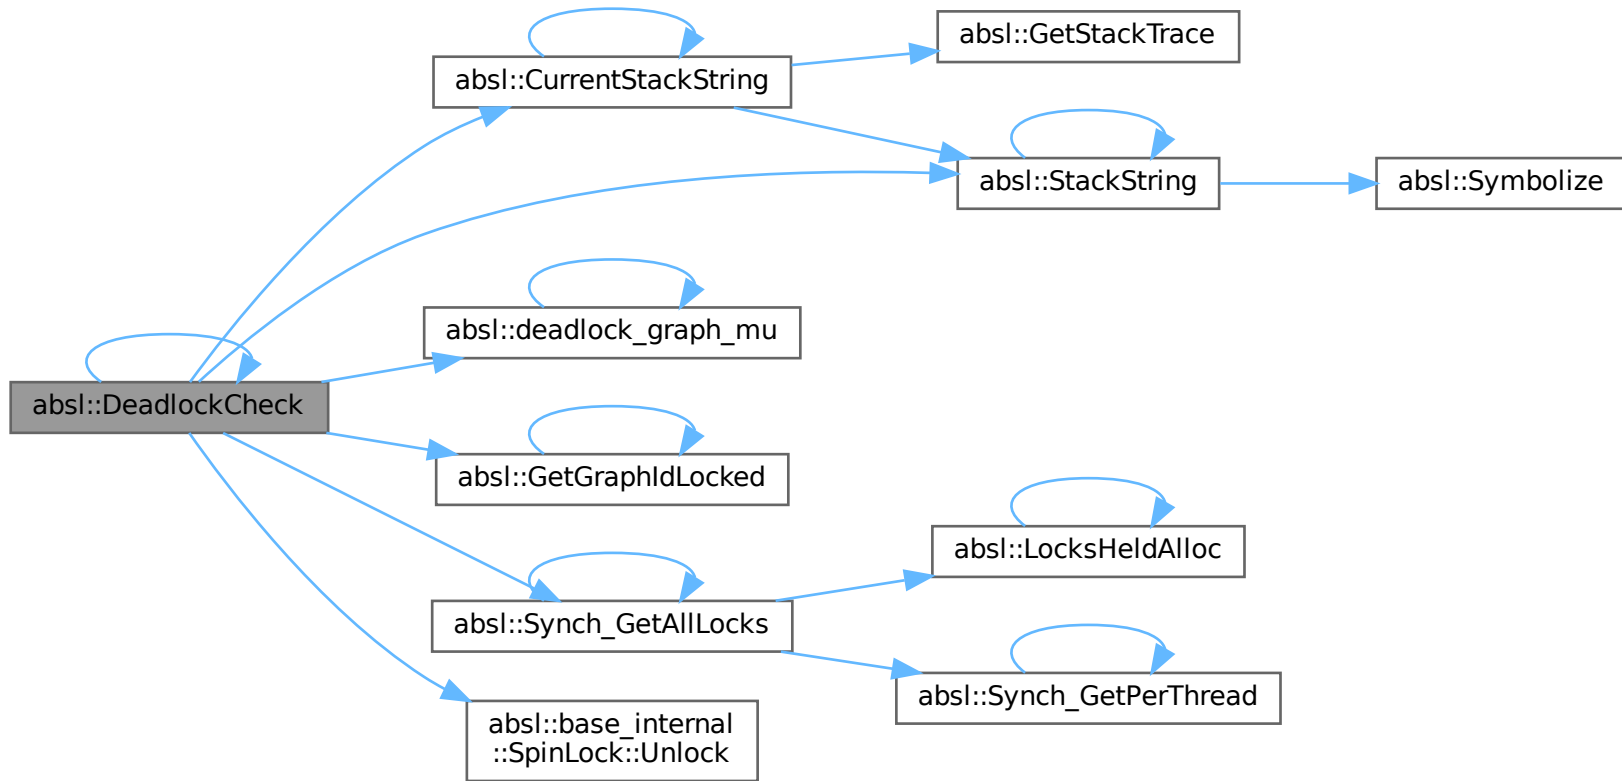 absl::GetStackTrace
absl::CurrentStackString
absl::StackString
absl::Symbolize
absl::deadlock_graph_mu
absl::DeadlockCheck
absl::GetGraphIdLocked
absl::LocksHeldAlloc
absl::Synch_GetAllLocks
absl::Synch_GetPerThread
absl::base_internal
::SpinLock::Unlock